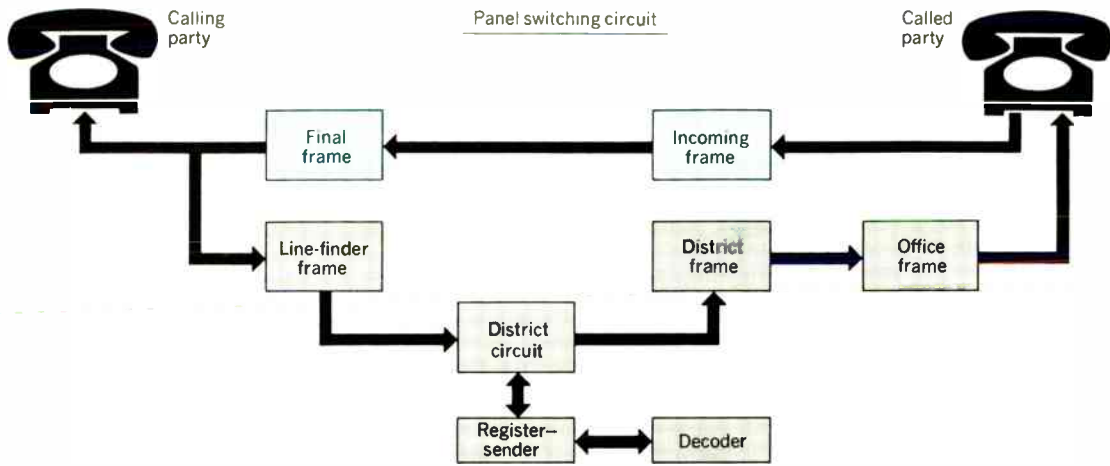 Calling
party
Panel switching circuit
Called
party
Final
frame
Incoming
frame
Line-finder
frame
District
frame
Office
frame
District
circuit
Register–
sender
Decoder